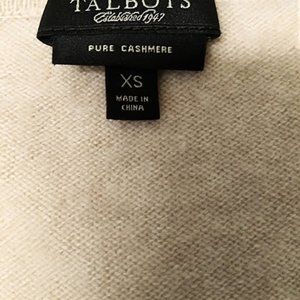 TALBOTS
Established 1947
PURE CASHMERE
XS
MADE IN
CHINA